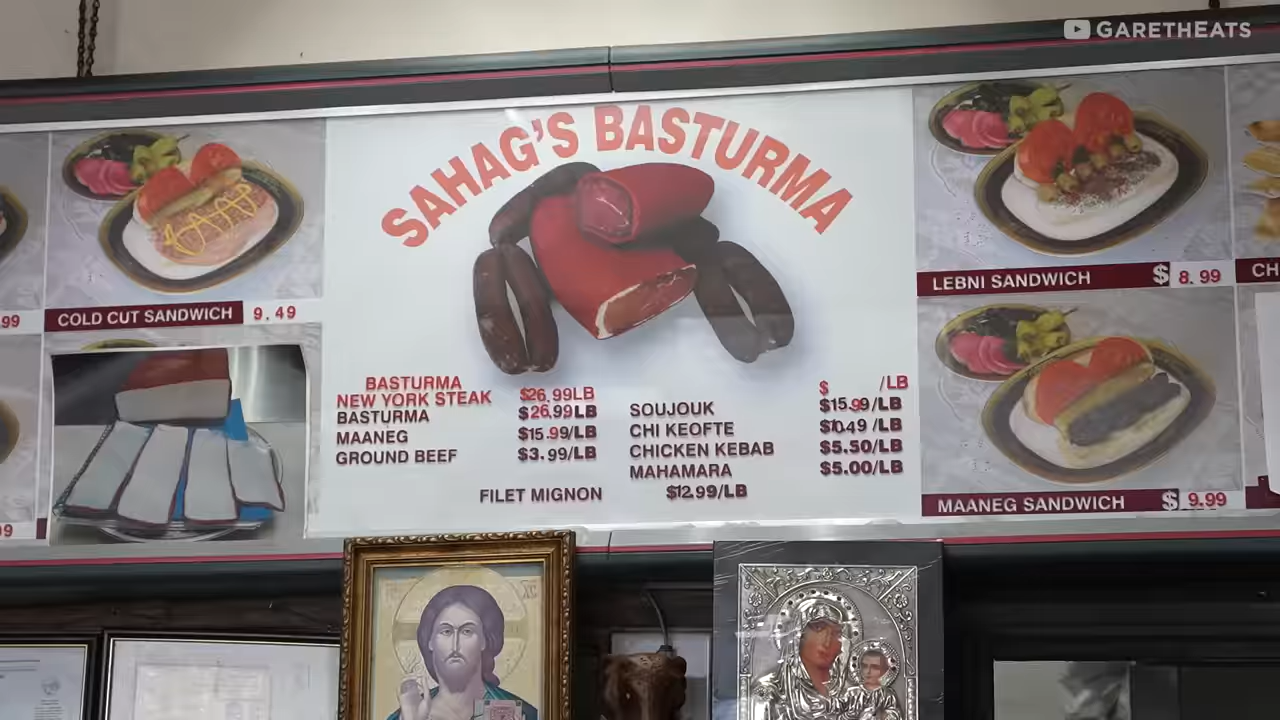 GARETHEATS
SAHAG'S BASTURMA
99
COLD CUT SANDWICH 9.49
LEBNI SANDWICH $ 8.99
CH
BASTURMA
NEW YORK STEAK $26.99LB
BASTURMA $26.99LB
MAANEG $15.99/LB
GROUND BEEF $3.99/LB
$ /LB
SOUJOUK $15.99/LB
CHI KEOFTE $10.49/LB
CHICKEN KEBAB $5.50/LB
MAHAMARA $5.00/LB
FILET MIGNON $12.99/LB
99
MAANEG SANDWICH $ 9.99